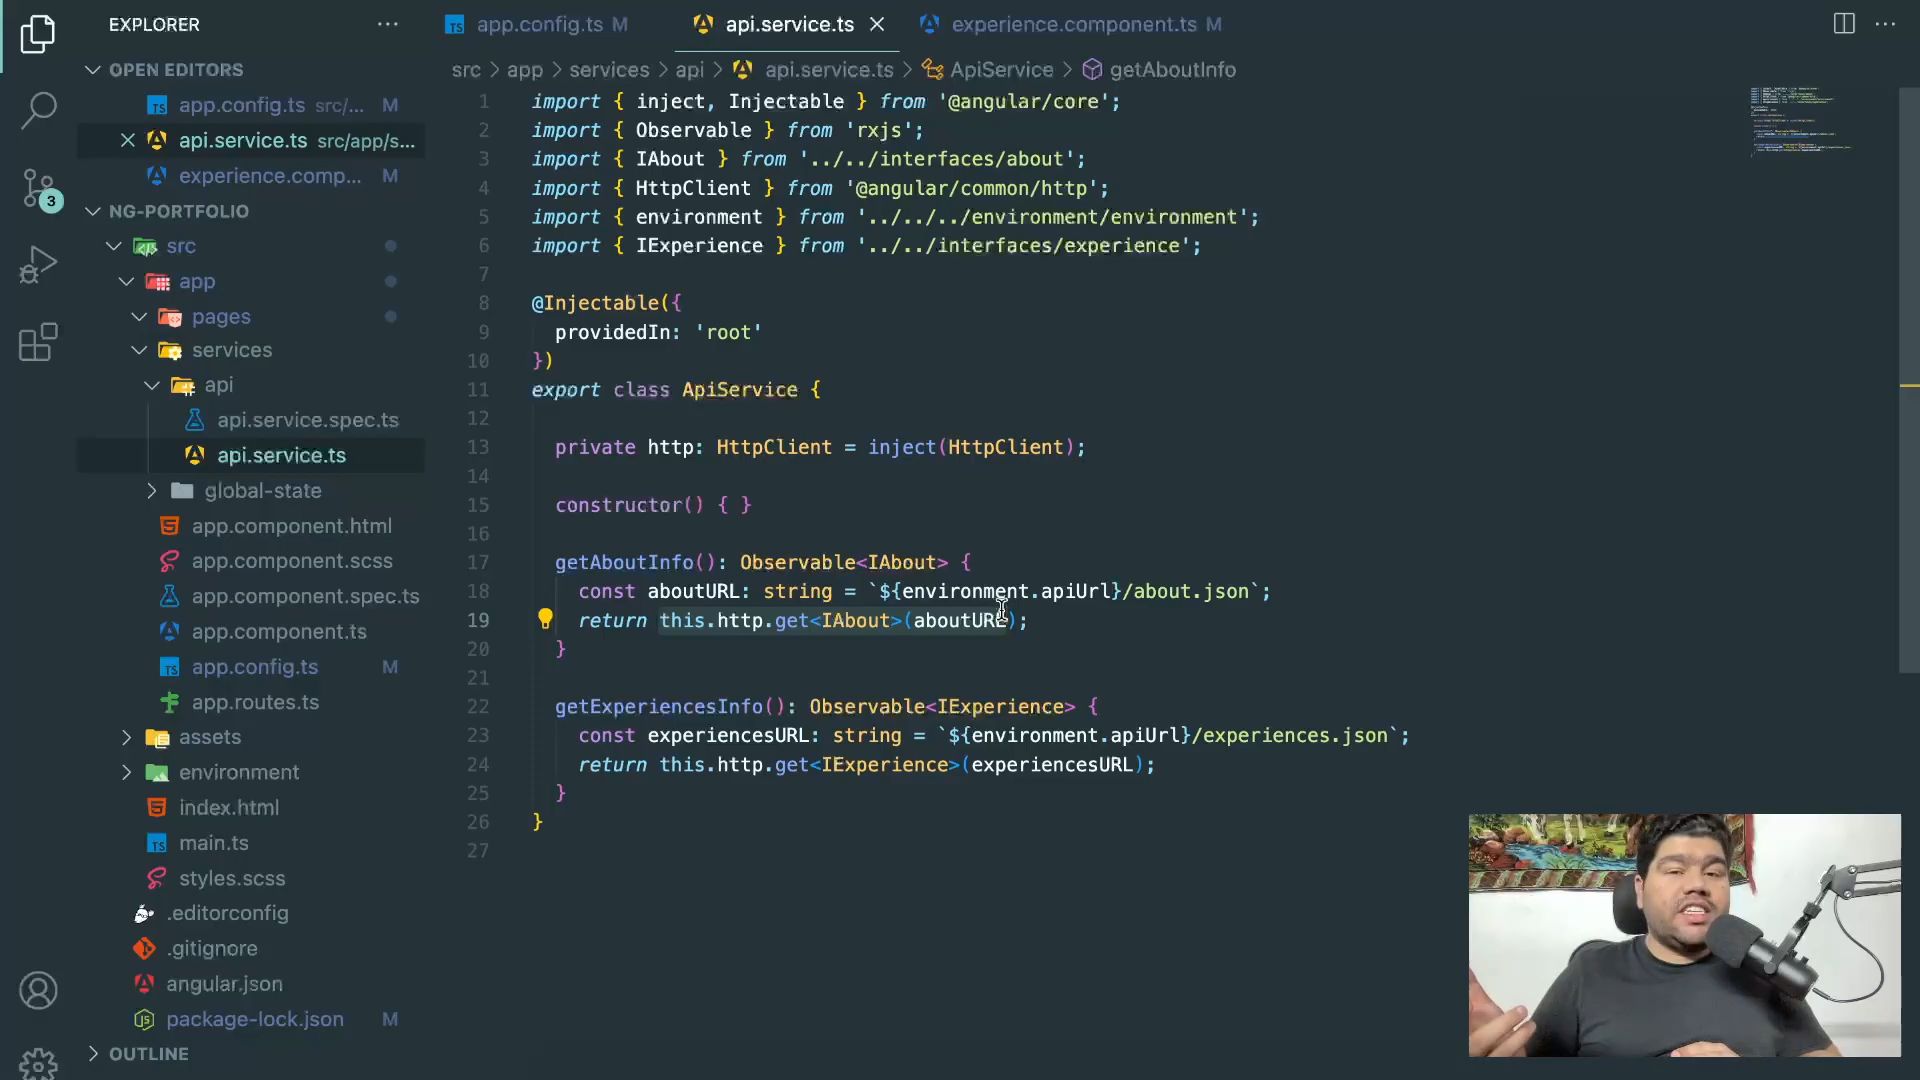 EXPLORER
OPEN EDITORS
app.config.ts src/... M
api.service.ts src/app/s...
experience.comp... M
NG-PORTFOLIO
src
app
pages
services
api
api.service.spec.ts
api.service.ts
global-state
app.component.html
app.component.scss
app.component.spec.ts
app.component.ts
app.config.ts M
app.routes.ts
assets
environment
index.html
main.ts
styles.scss
.editorconfig
.gitignore
angular.json
package-lock.json M
OUTLINE
3
app.config.ts M
api.service.ts
experience.component.ts M
src > app > services > api > api.service.ts > ApiService > getAboutInfo
1 import { inject, Injectable } from '@angular/core';
2 import { Observable } from 'rxjs';
3 import { IAbout } from '../../interfaces/about';
4 import { HttpClient } from '@angular/common/http';
5 import { environment } from '../../../environment/environment';
6 import { IExperience } from '../../interfaces/experience';
7
8 @Injectable({
9 providedIn: 'root'
10 })
11 export class ApiService {
12
13 private http: HttpClient = inject(HttpClient);
14
15 constructor() { }
16
17 getAboutInfo(): Observable<IAbout> {
18 const aboutURL: string = `${environment.apiUrl}/about.json`;
19 return this.http.get<IAbout>(aboutURL);
20 }
21
22 getExperiencesInfo(): Observable<IExperience> {
23 const experiencesURL: string = `${environment.apiUrl}/experiences.json`;
24 return this.http.get<IExperience>(experiencesURL);
25 }
26 }
27